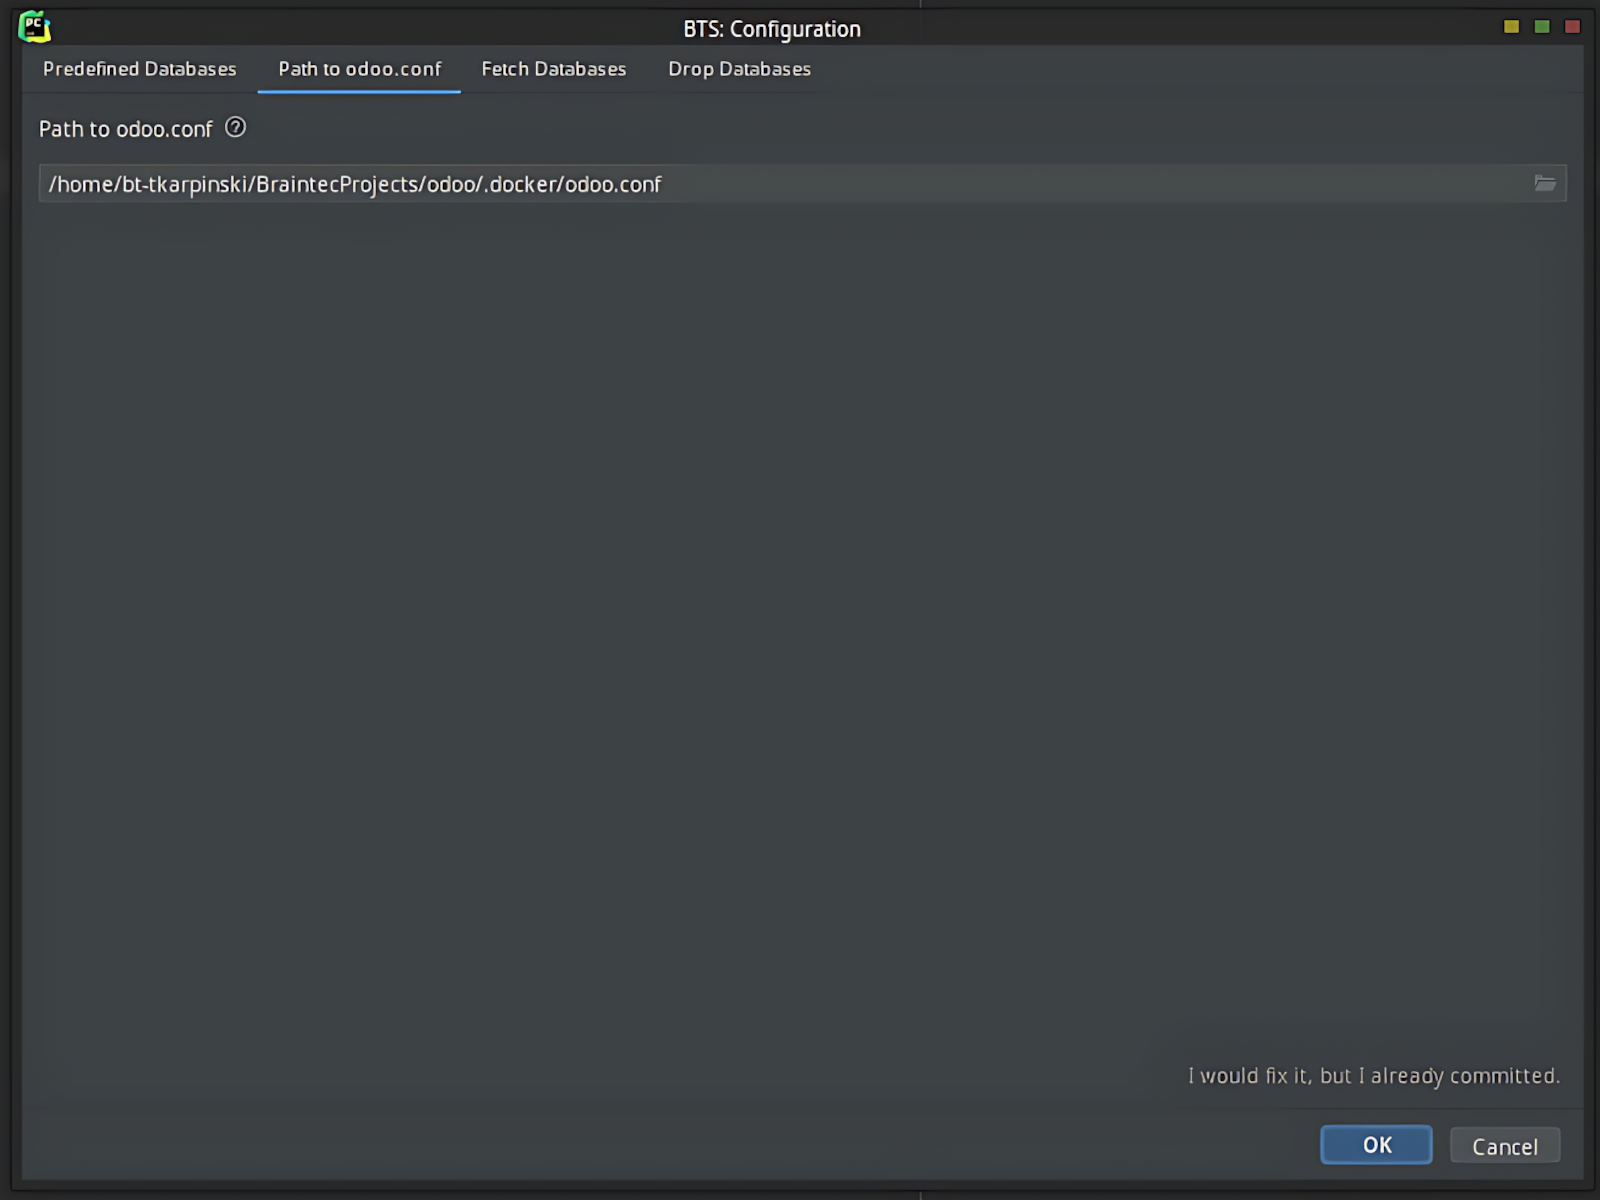 PC
BTS: Configuration
Predefined Databases Path to odoo.conf Fetch Databases Drop Databases
Path to odoo.conf ?
/home/bt-tkarpinski/BraintecProjects/odoo/.docker/odoo.conf
I would fix it, but I already committed.
OK Cancel